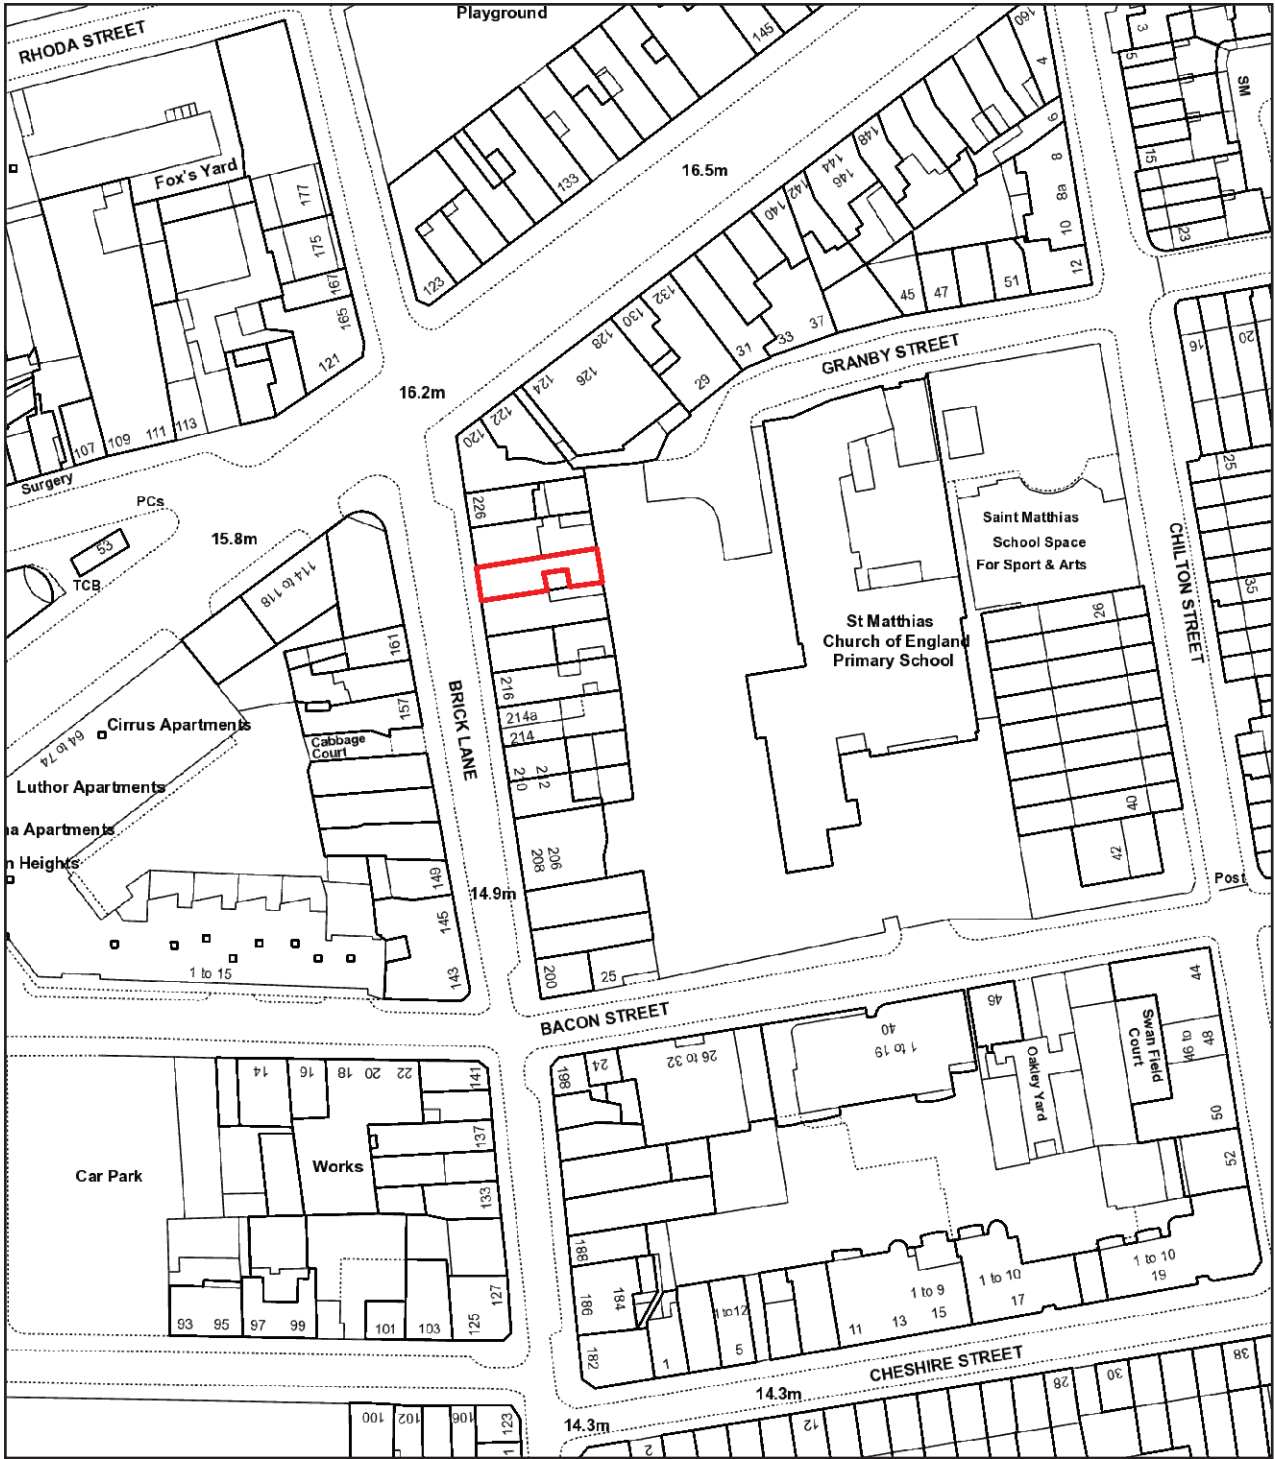 Playground
RHODA STREET
145
160
4
3
5
SM
16.5m
148
144
146
142
140
6
8
8a
10
12
15
23
Fox's Yard
177
175
167
165
121
133
123
132
130
128
126
124
122
120
31
33
37
29
45
47
51
GRANBY STREET
16
20
16.2m
107
109
111
113
Surgery
PCs
53
TCB
15.8m
226
25
Saint Matthias
School Space
For Sport & Arts
CHILTON STREET
35
114 to 118
161
157
St Matthias
Church of England
Primary School
26
BRICK LANE
216
214a
214
212
210
Cirrus Apartments
64 to 74
Cabbage
Court
Luthor Apartments
na Apartments
n Heights
40
42
206
208
149
14.9m
145
143
Post
1 to 15
200
25
BACON STREET
44
46
40
1 to 19
Swan Field
Court
46 to
48
Oakley Yard
50
52
14
16
18
20
22
141
198
24
26 to 32
137
Works
Car Park
133
188
186
184
127
125
93
95
97
99
101
103
182
1
1 to 12
5
11
13
1 to 9
15
1 to 10
17
1 to 10
19
CHESHIRE STREET
14.3m
38
30
28
12
2
14.3m
100
102
106
123
1